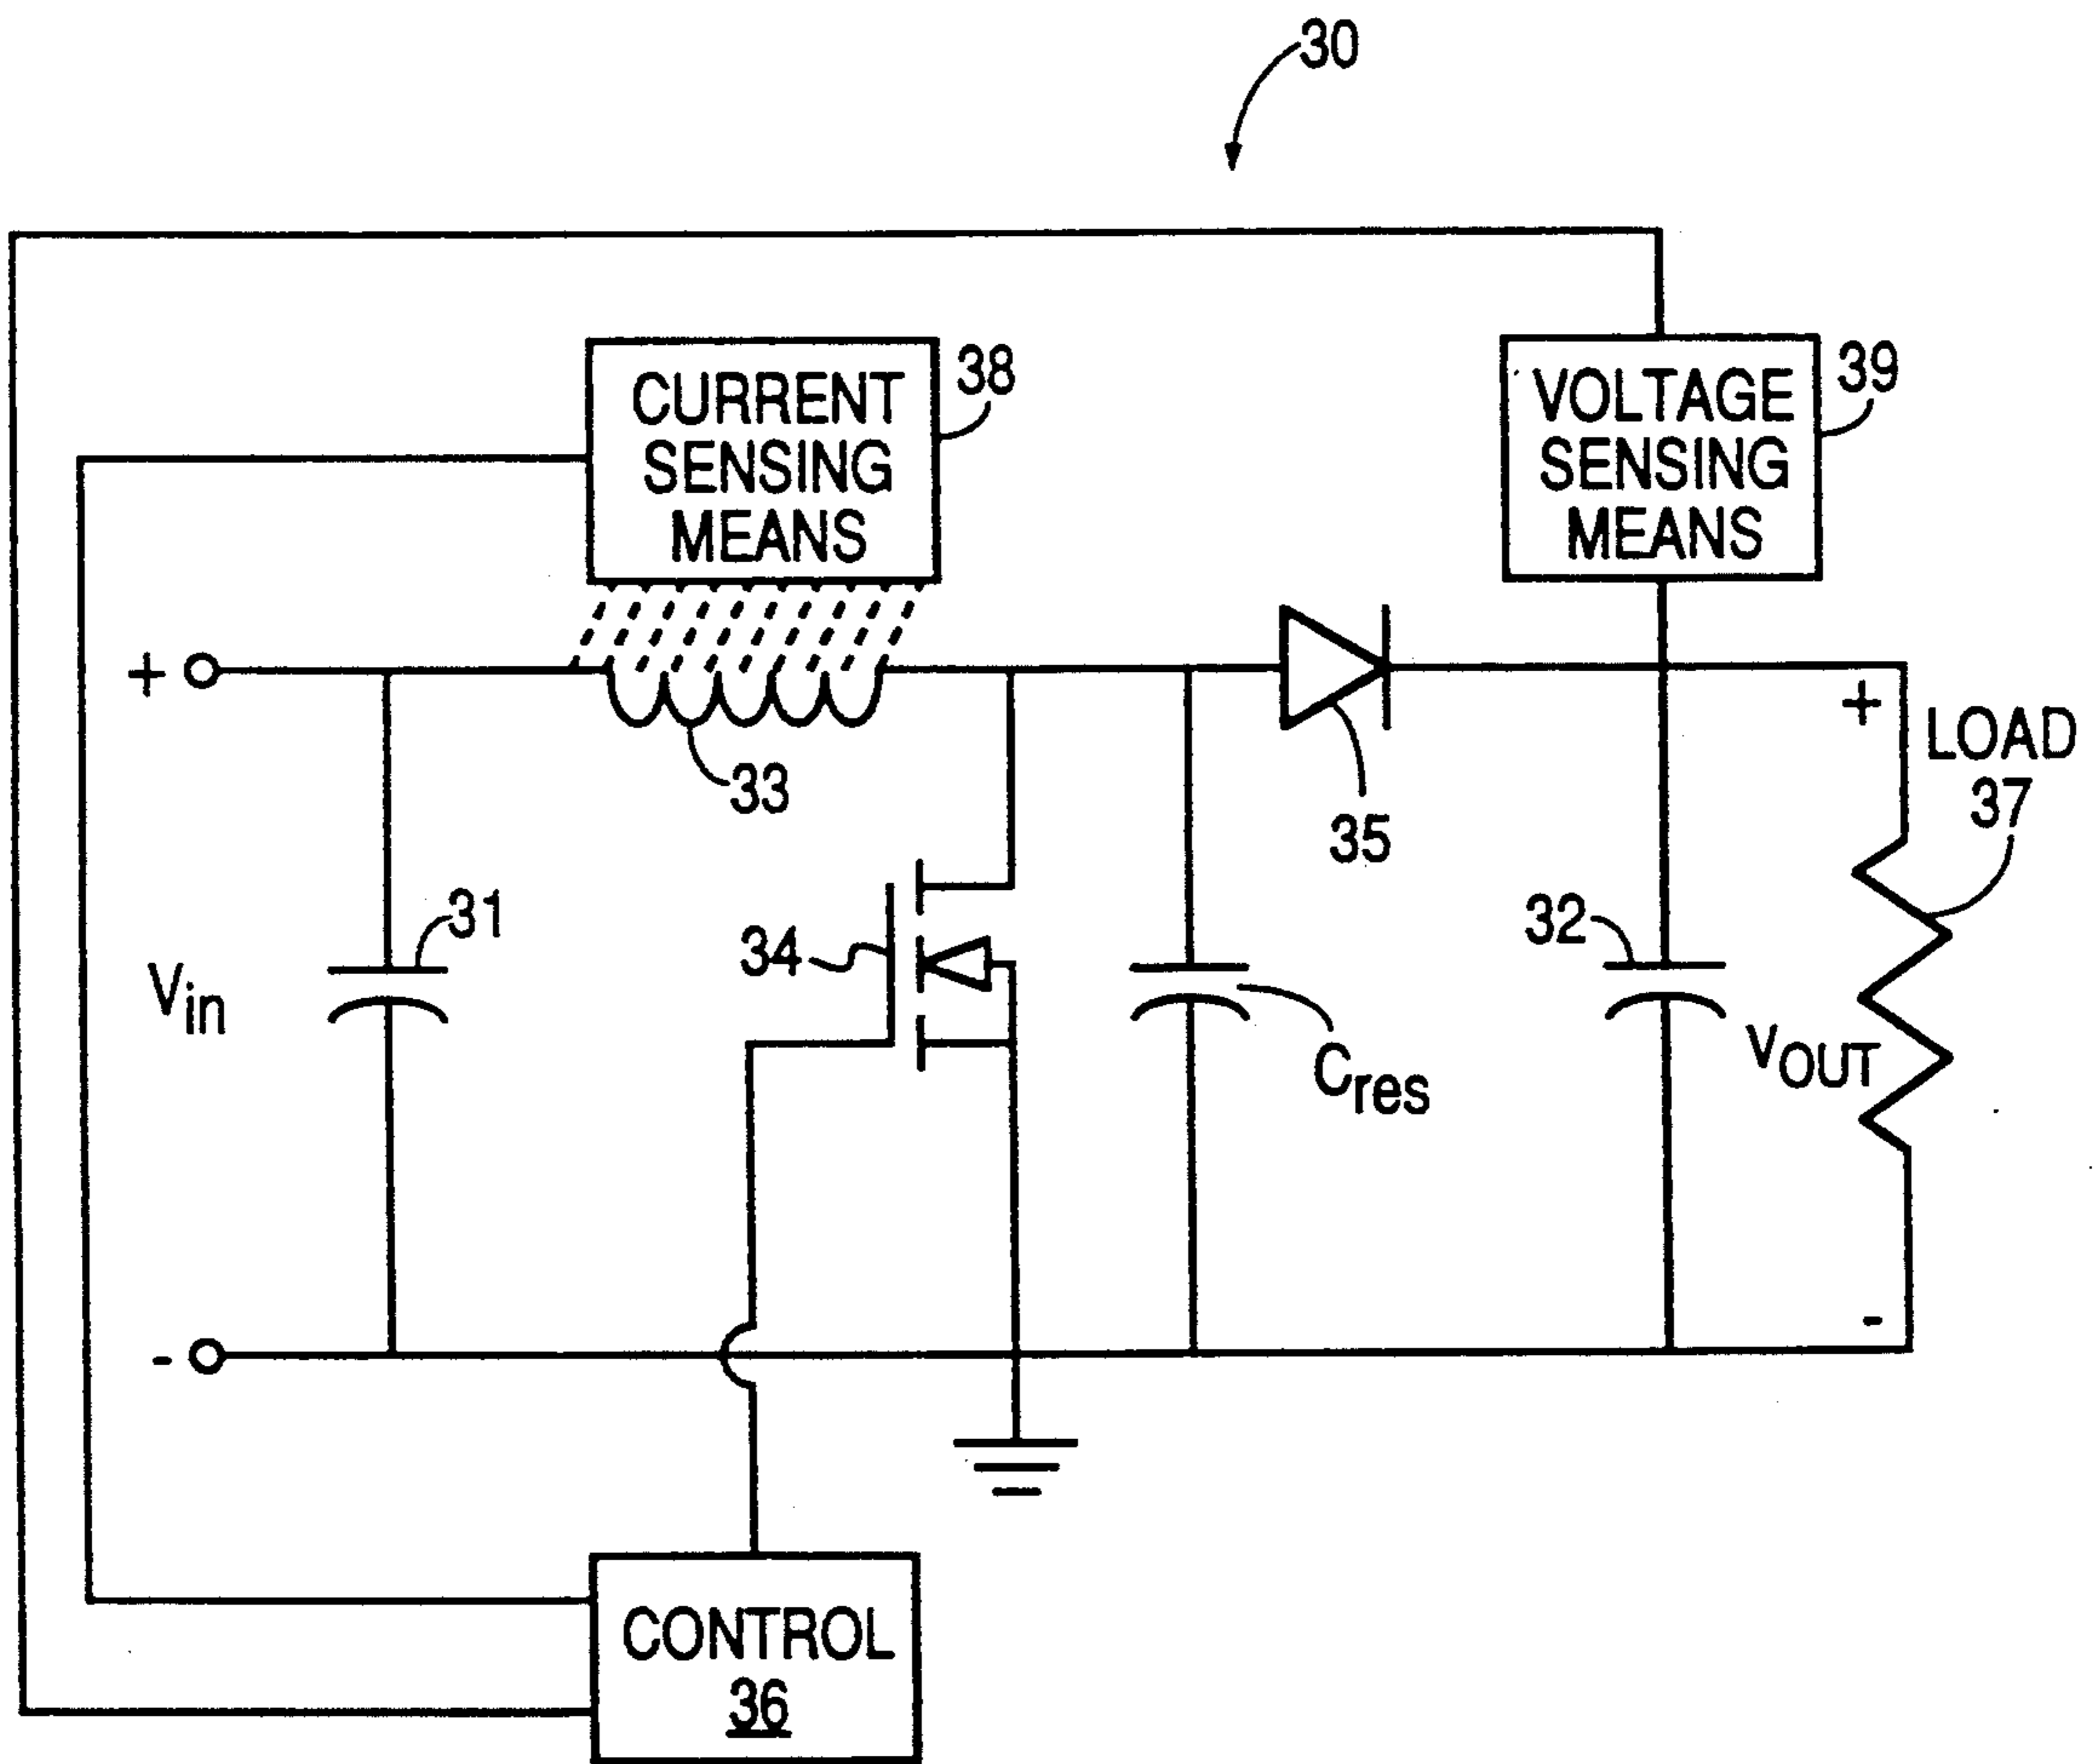 30
CURRENT
SENSING
MEANS
38
VOLTAGE
SENSING
MEANS
39
+
33
35
+
LOAD
37
31
34
32
Vin
Cres
VOUT
-
-
CONTROL
36